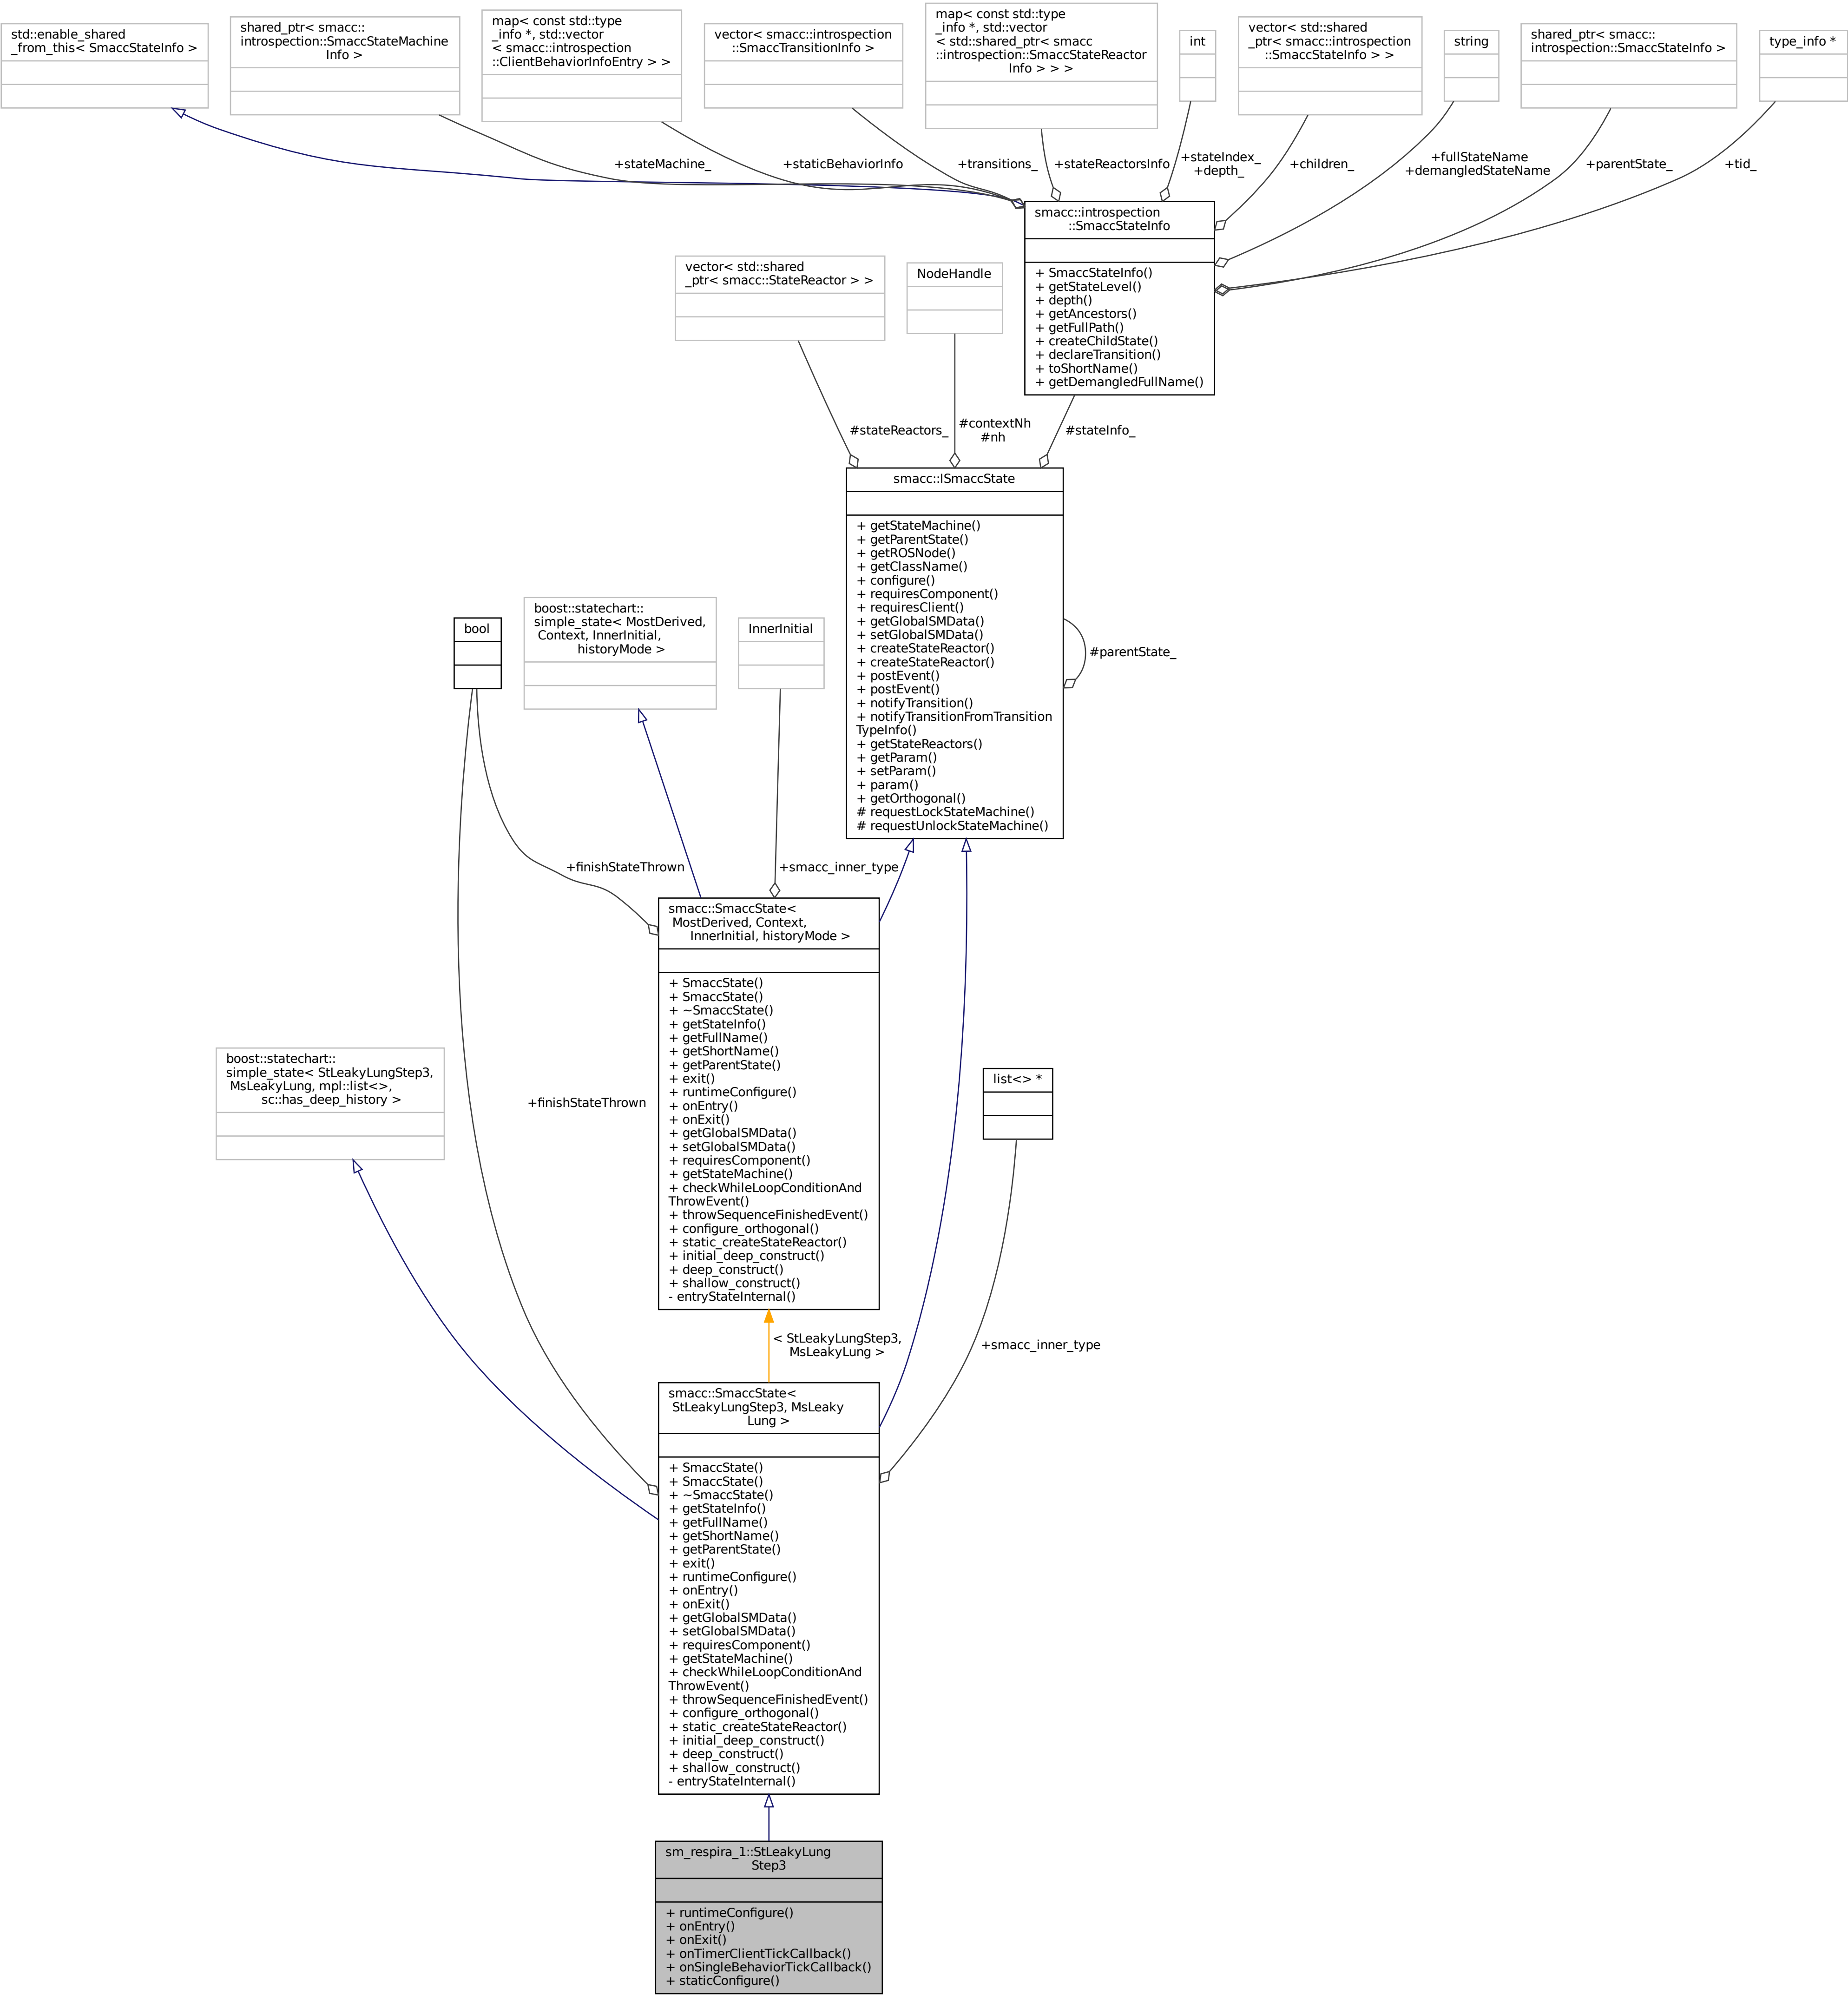 std::enable_shared
_from_this< SmaccStateInfo >
shared_ptr< smacc::
introspection::SmaccStateMachine
Info >
map< const std::type
_info *, std::vector
< smacc::introspection
::ClientBehaviorInfoEntry > >
vector< smacc::introspection
::SmaccTransitionInfo >
map< const std::type
_info *, std::vector
< std::shared_ptr< smacc
::introspection::SmaccStateReactor
Info > > >
int
vector< std::shared
_ptr< smacc::introspection
::SmaccStateInfo > >
string
shared_ptr< smacc::
introspection::SmaccStateInfo >
type_info *
+stateMachine_
+staticBehaviorInfo
+transitions_
+stateReactorsInfo
+stateIndex_
+depth_
+children_
+fullStateName
+demangledStateName
+parentState_
+tid_
smacc::introspection
::SmaccStateInfo
+ SmaccStateInfo()
+ getStateLevel()
+ depth()
+ getAncestors()
+ getFullPath()
+ createChildState()
+ declareTransition()
+ toShortName()
+ getDemangledFullName()
vector< std::shared
_ptr< smacc::StateReactor > >
NodeHandle
#stateReactors_
#contextNh
#nh
#stateInfo_
smacc::ISmaccState
+ getStateMachine()
+ getParentState()
+ getROSNode()
+ getClassName()
+ configure()
+ requiresComponent()
+ requiresClient()
+ getGlobalSMData()
+ setGlobalSMData()
+ createStateReactor()
+ createStateReactor()
+ postEvent()
+ postEvent()
+ notifyTransition()
+ notifyTransitionFromTransition
TypeInfo()
+ getStateReactors()
+ getParam()
+ setParam()
+ param()
+ getOrthogonal()
# requestLockStateMachine()
# requestUnlockStateMachine()
#parentState_
bool
boost::statechart::
simple_state< MostDerived,
Context, InnerInitial,
historyMode >
InnerInitial
+finishStateThrown
+smacc_inner_type
smacc::SmaccState<
MostDerived, Context,
InnerInitial, historyMode >
+ SmaccState()
+ SmaccState()
+ ~SmaccState()
+ getStateInfo()
+ getFullName()
+ getShortName()
+ getParentState()
+ exit()
+ runtimeConfigure()
+ onEntry()
+ onExit()
+ getGlobalSMData()
+ setGlobalSMData()
+ requiresComponent()
+ getStateMachine()
+ checkWhileLoopConditionAnd
ThrowEvent()
+ throwSequenceFinishedEvent()
+ configure_orthogonal()
+ static_createStateReactor()
+ initial_deep_construct()
+ deep_construct()
+ shallow_construct()
- entryStateInternal()
boost::statechart::
simple_state< StLeakyLungStep3,
MsLeakyLung, mpl::list<>,
sc::has_deep_history >
+finishStateThrown
list<> *
< StLeakyLungStep3,
MsLeakyLung >
+smacc_inner_type
smacc::SmaccState<
StLeakyLungStep3, MsLeaky
Lung >
+ SmaccState()
+ SmaccState()
+ ~SmaccState()
+ getStateInfo()
+ getFullName()
+ getShortName()
+ getParentState()
+ exit()
+ runtimeConfigure()
+ onEntry()
+ onExit()
+ getGlobalSMData()
+ setGlobalSMData()
+ requiresComponent()
+ getStateMachine()
+ checkWhileLoopConditionAnd
ThrowEvent()
+ throwSequenceFinishedEvent()
+ configure_orthogonal()
+ static_createStateReactor()
+ initial_deep_construct()
+ deep_construct()
+ shallow_construct()
- entryStateInternal()
sm_respira_1::StLeakyLung
Step3
+ runtimeConfigure()
+ onEntry()
+ onExit()
+ onTimerClientTickCallback()
+ onSingleBehaviorTickCallback()
+ staticConfigure()